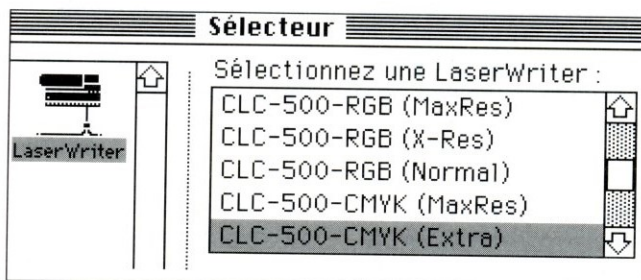 Sélecteur
Sélectionnez une LaserWriter :
LaserWriter
CLC-500-RGB (MaxRes)
CLC-500-RGB (X-Res)
CLC-500-RGB (Normal)
CLC-500-CMYK (MaxRes)
CLC-500-CMYK (Extra)